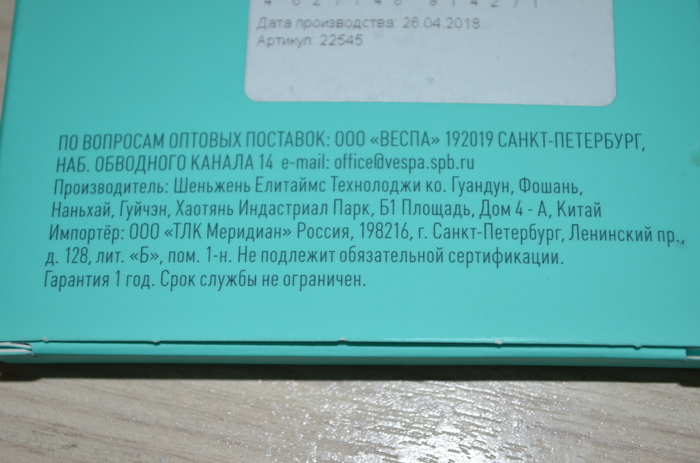 Дата производства: 26.04.2018
Артикул: 22545
ПО ВОПРОСАМ ОПТОВЫХ ПОСТАВОК: ООО «ВЕСПА» 192019 САНКТ-ПЕТЕРБУРГ,
НАБ. ОБВОДНОГО КАНАЛА 14 e-mail: office@vespa.spb.ru
Производитель: Шеньжень Елитаймс Технолоджи ко. Гуандун, Фошань,
Наньхай, Гуйчэн, Хаотянь Индастриал Парк, Б1 Площадь, Дом 4 - А, Китай
Импортёр: ООО «ТЛК Меридиан» Россия, 198216, г. Санкт-Петербург, Ленинский пр.,
д. 128, лит. «Б», пом. 1-н. Не подлежит обязательной сертификации.
Гарантия 1 год. Срок службы не ограничен.